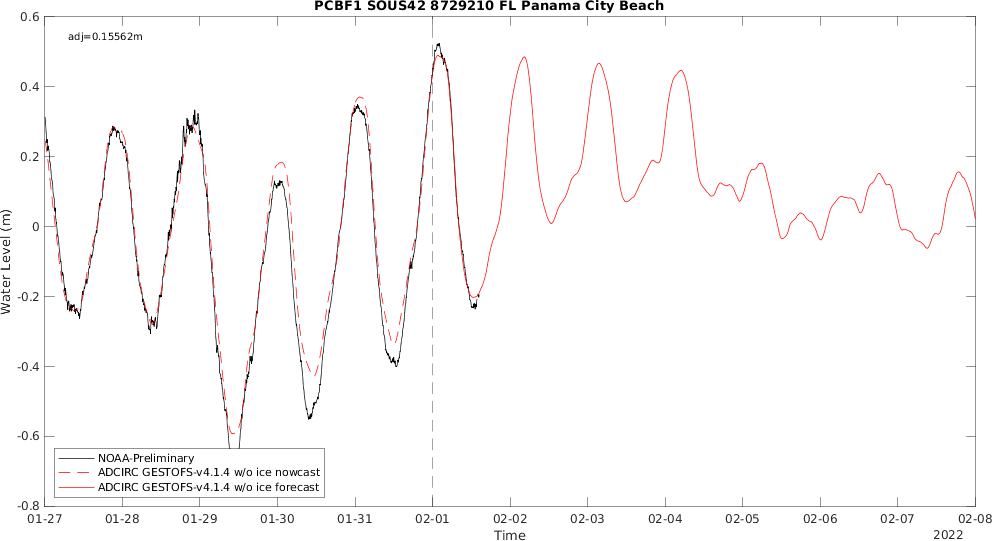 PCBF1 SOUS42 8729210 FL Panama City Beach
adj=0.15562m
0.6
0.4
0.2
0
-0.2
-0.4
-0.6
-0.8
Water Level (m)
NOAA-Preliminary
ADCIRC GESTOFS-v4.1.4 w/o ice nowcast
ADCIRC GESTOFS-v4.1.4 w/o ice forecast
01-27 01-28 01-29 01-30 01-31 02-01 02-02 02-03 02-04 02-05 02-06 02-07 02-08
Time
2022